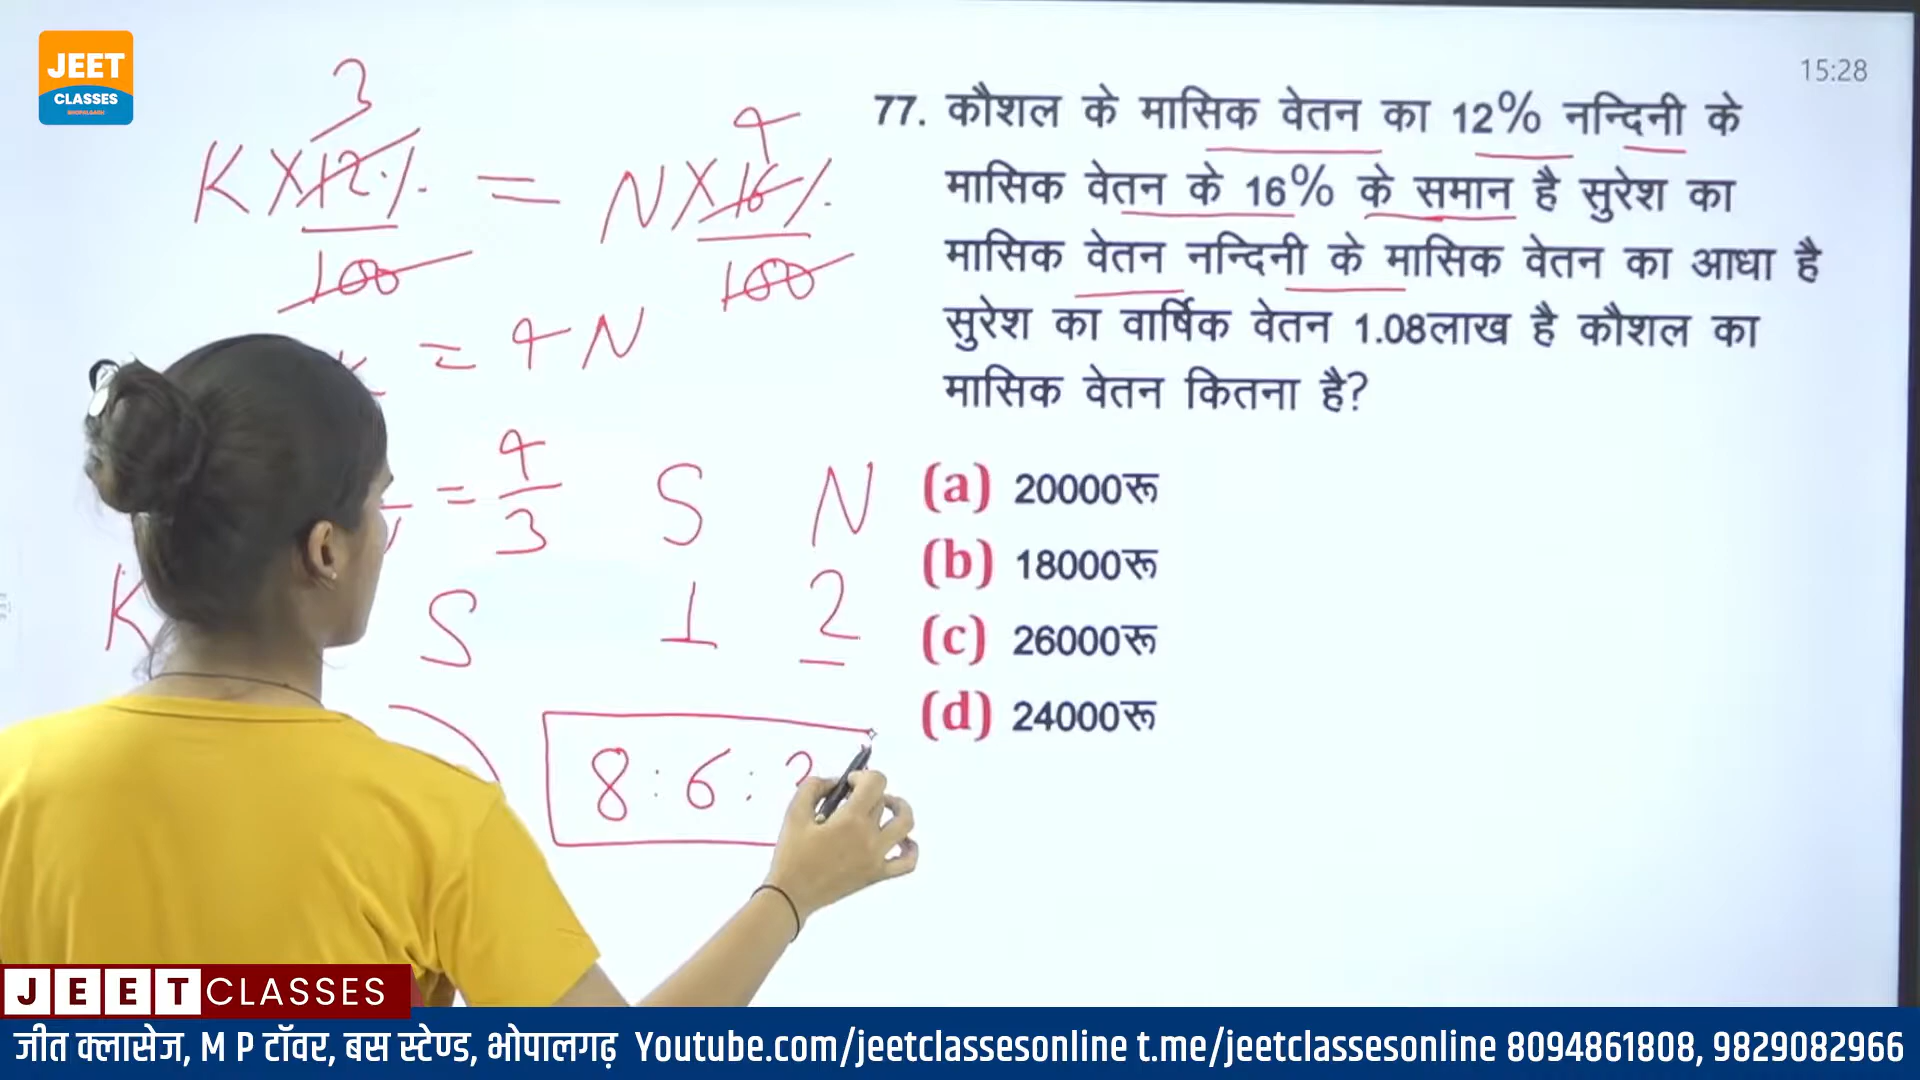 JEET
CLASSES
15:28
3
K X 12% = N X 16%
4
100
100
= 4N
= 4
3
S N
K S 1 2
8 : 6 :
77. कौशल के मासिक वेतन का 12% नन्दिनी के
मासिक वेतन के 16% के समान है सुरेश का
मासिक वेतन नन्दिनी के मासिक वेतन का आधा है
सुरेश का वार्षिक वेतन 1.08लाख है कौशल का
मासिक वेतन कितना है?
(a) 20000रू
(b) 18000रू
(c) 26000रू
(d) 24000रू
JEET CLASSES
जीत क्लासेज, M P टॉवर, बस स्टेण्ड, भोपालगढ़ Youtube.com/jeetclassesonline t.me/jeetclassesonline 8094861808, 9829082966